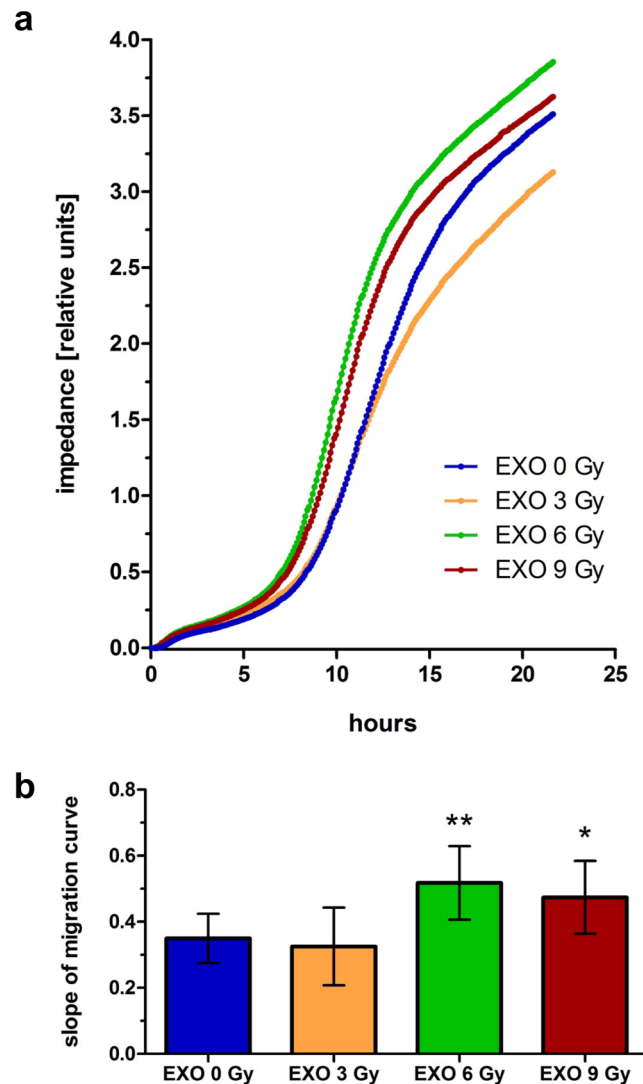 a
impedance [relative units]
4.0
3.5
3.0
2.5
2.0
1.5
1.0
0.5
0.0
0 5 10 15 20 25
hours
EXO 0 Gy
EXO 3 Gy
EXO 6 Gy
EXO 9 Gy
b
slope of migration curve
0.8
0.6
0.4
0.2
0.0
** *
EXO 0 Gy EXO 3 Gy EXO 6 Gy EXO 9 Gy